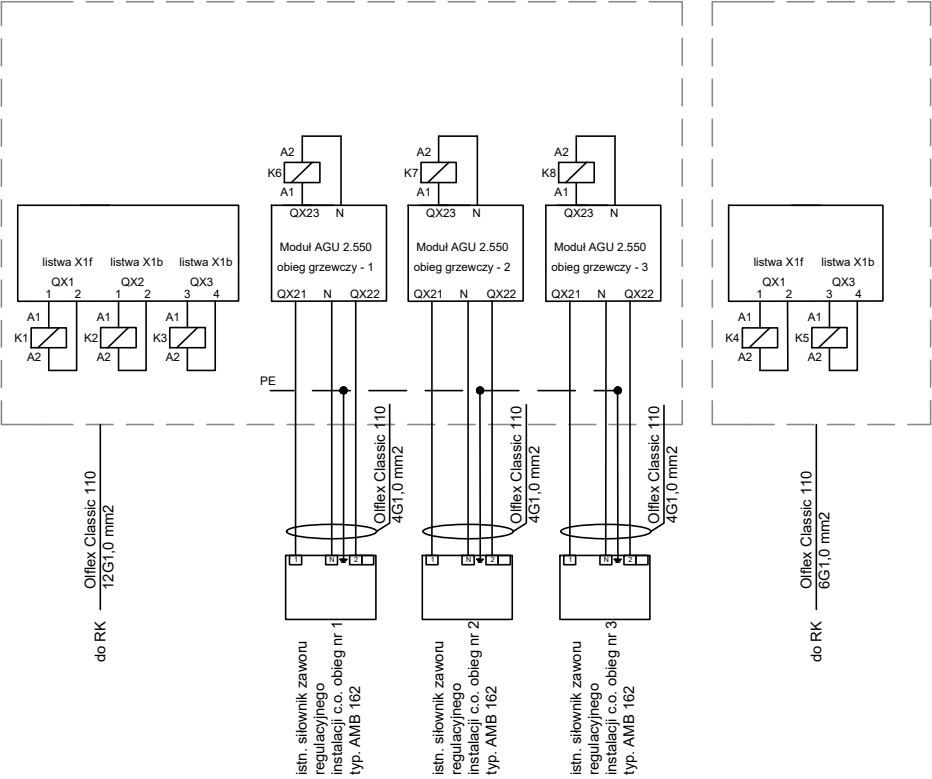 A2
K6
A1
A2
K7
A1
A2
K8
A1
QX23 N
QX23 N
QX23 N
Moduł AGU 2.550
obieg grzewczy - 1
Moduł AGU 2.550
obieg grzewczy - 2
Moduł AGU 2.550
obieg grzewczy - 3
QX21 N QX22
QX21 N QX22
QX21 N QX22
listwa X1f
QX1
1 2
listwa X1b
QX2
1 2
listwa X1b
QX3
3 4
listwa X1f
QX1
1 2
listwa X1b
QX3
3 4
A1
K1
A2
A1
K2
A2
A1
K3
A2
A1
K4
A2
A1
K5
A2
PE
Olflex Classic 110
12G1,0 mm2
do RK
Olflex Classic 110
4G1,0 mm2
Olflex Classic 110
4G1,0 mm2
Olflex Classic 110
4G1,0 mm2
Olflex Classic 110
6G1,0 mm2
do RK
1 N 2
1 N 2
1 N 2
istn. siłownik zaworu
regulacyjnego
instalacji c.o. obieg nr 1
typ. AMB 162
istn. siłownik zaworu
regulacyjnego
instalacji c.o. obieg nr 2
typ. AMB 162
istn. siłownik zaworu
regulacyjnego
instalacji c.o. obieg nr 3
typ. AMB 162